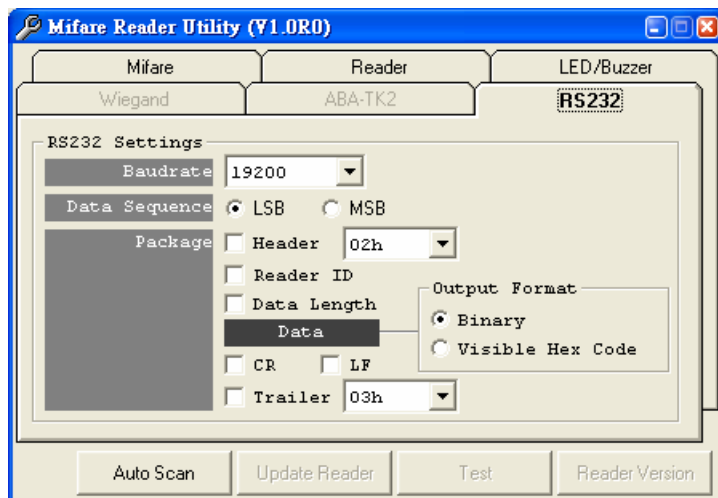 Mifare Reader Utility (V1.0R0)
Mifare Reader LED/Buzzer
Wiegand ABA-TK2 RS232
RS232 Settings
Baudrate 19200
Data Sequence LSB MSB
Package Header 02h
Reader ID
Output Format
Data Length
Binary
Data
Visible Hex Code
CR LF
Trailer 03h
Auto Scan Update Reader Test Reader Version